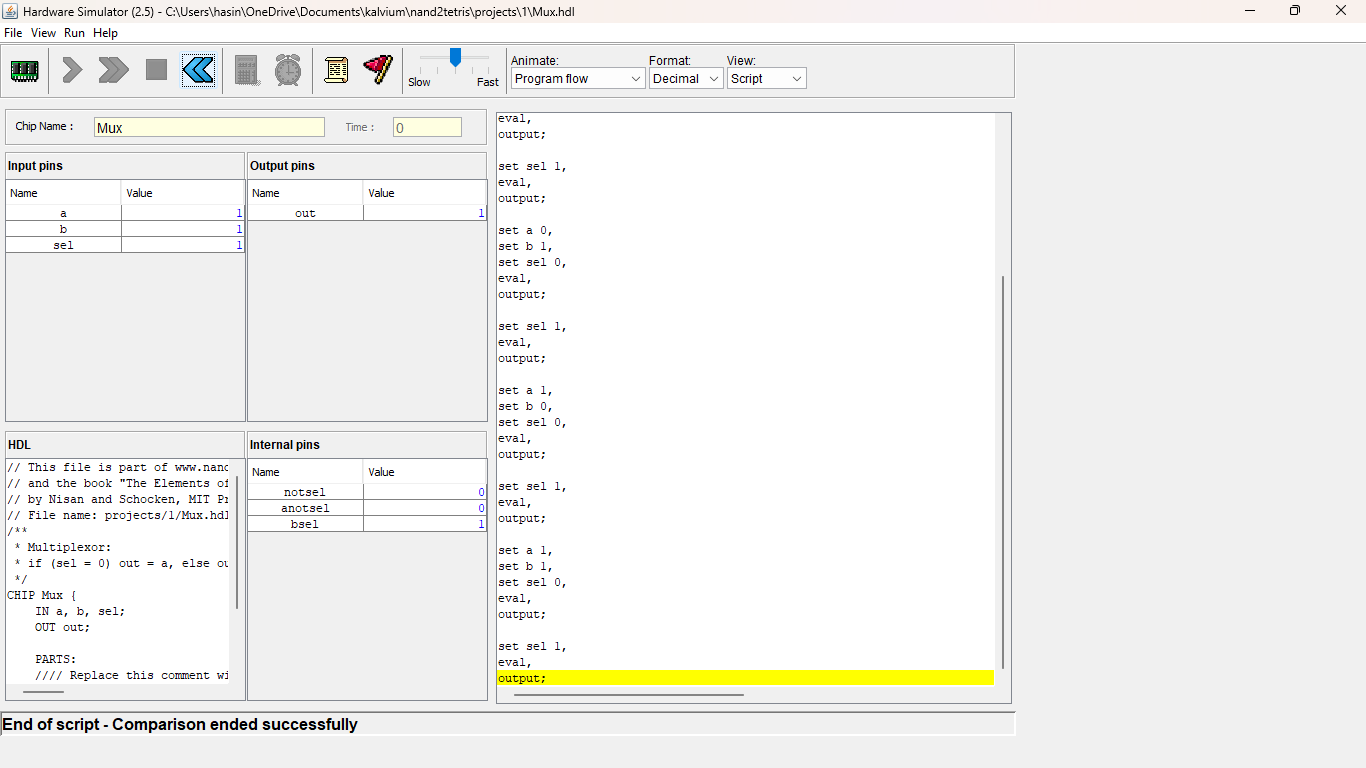 Hardware Simulator (2.5) - C:\Users\hasin\OneDrive\Documents\kalvium\nand2tetris\projects\1\Mux.hdl
File View Run Help
Slow Fast
Animate: Format: View:
Program flow Decimal Script
Chip Name : Mux Time : 0
Input pins
Name Value
a 1
b 1
sel 1
Output pins
Name Value
out 1
HDL
// This file is part of www.nand
// and the book "The Elements of
// by Nisan and Schocken, MIT Pr
// File name: projects/1/Mux.hdl
/**
* Multiplexor:
* if (sel = 0) out = a, else ou
*/
CHIP Mux {
IN a, b, sel;
OUT out;
PARTS:
//// Replace this comment wi
Internal pins
Name Value
notsel 0
anotsel 0
bsel 1
eval,
output;
set sel 1,
eval,
output;
set a 0,
set b 1,
set sel 0,
eval,
output;
set sel 1,
eval,
output;
set a 1,
set b 0,
set sel 0,
eval,
output;
set sel 1,
eval,
output;
set a 1,
set b 1,
set sel 0,
eval,
output;
set sel 1,
eval,
output;
End of script - Comparison ended successfully